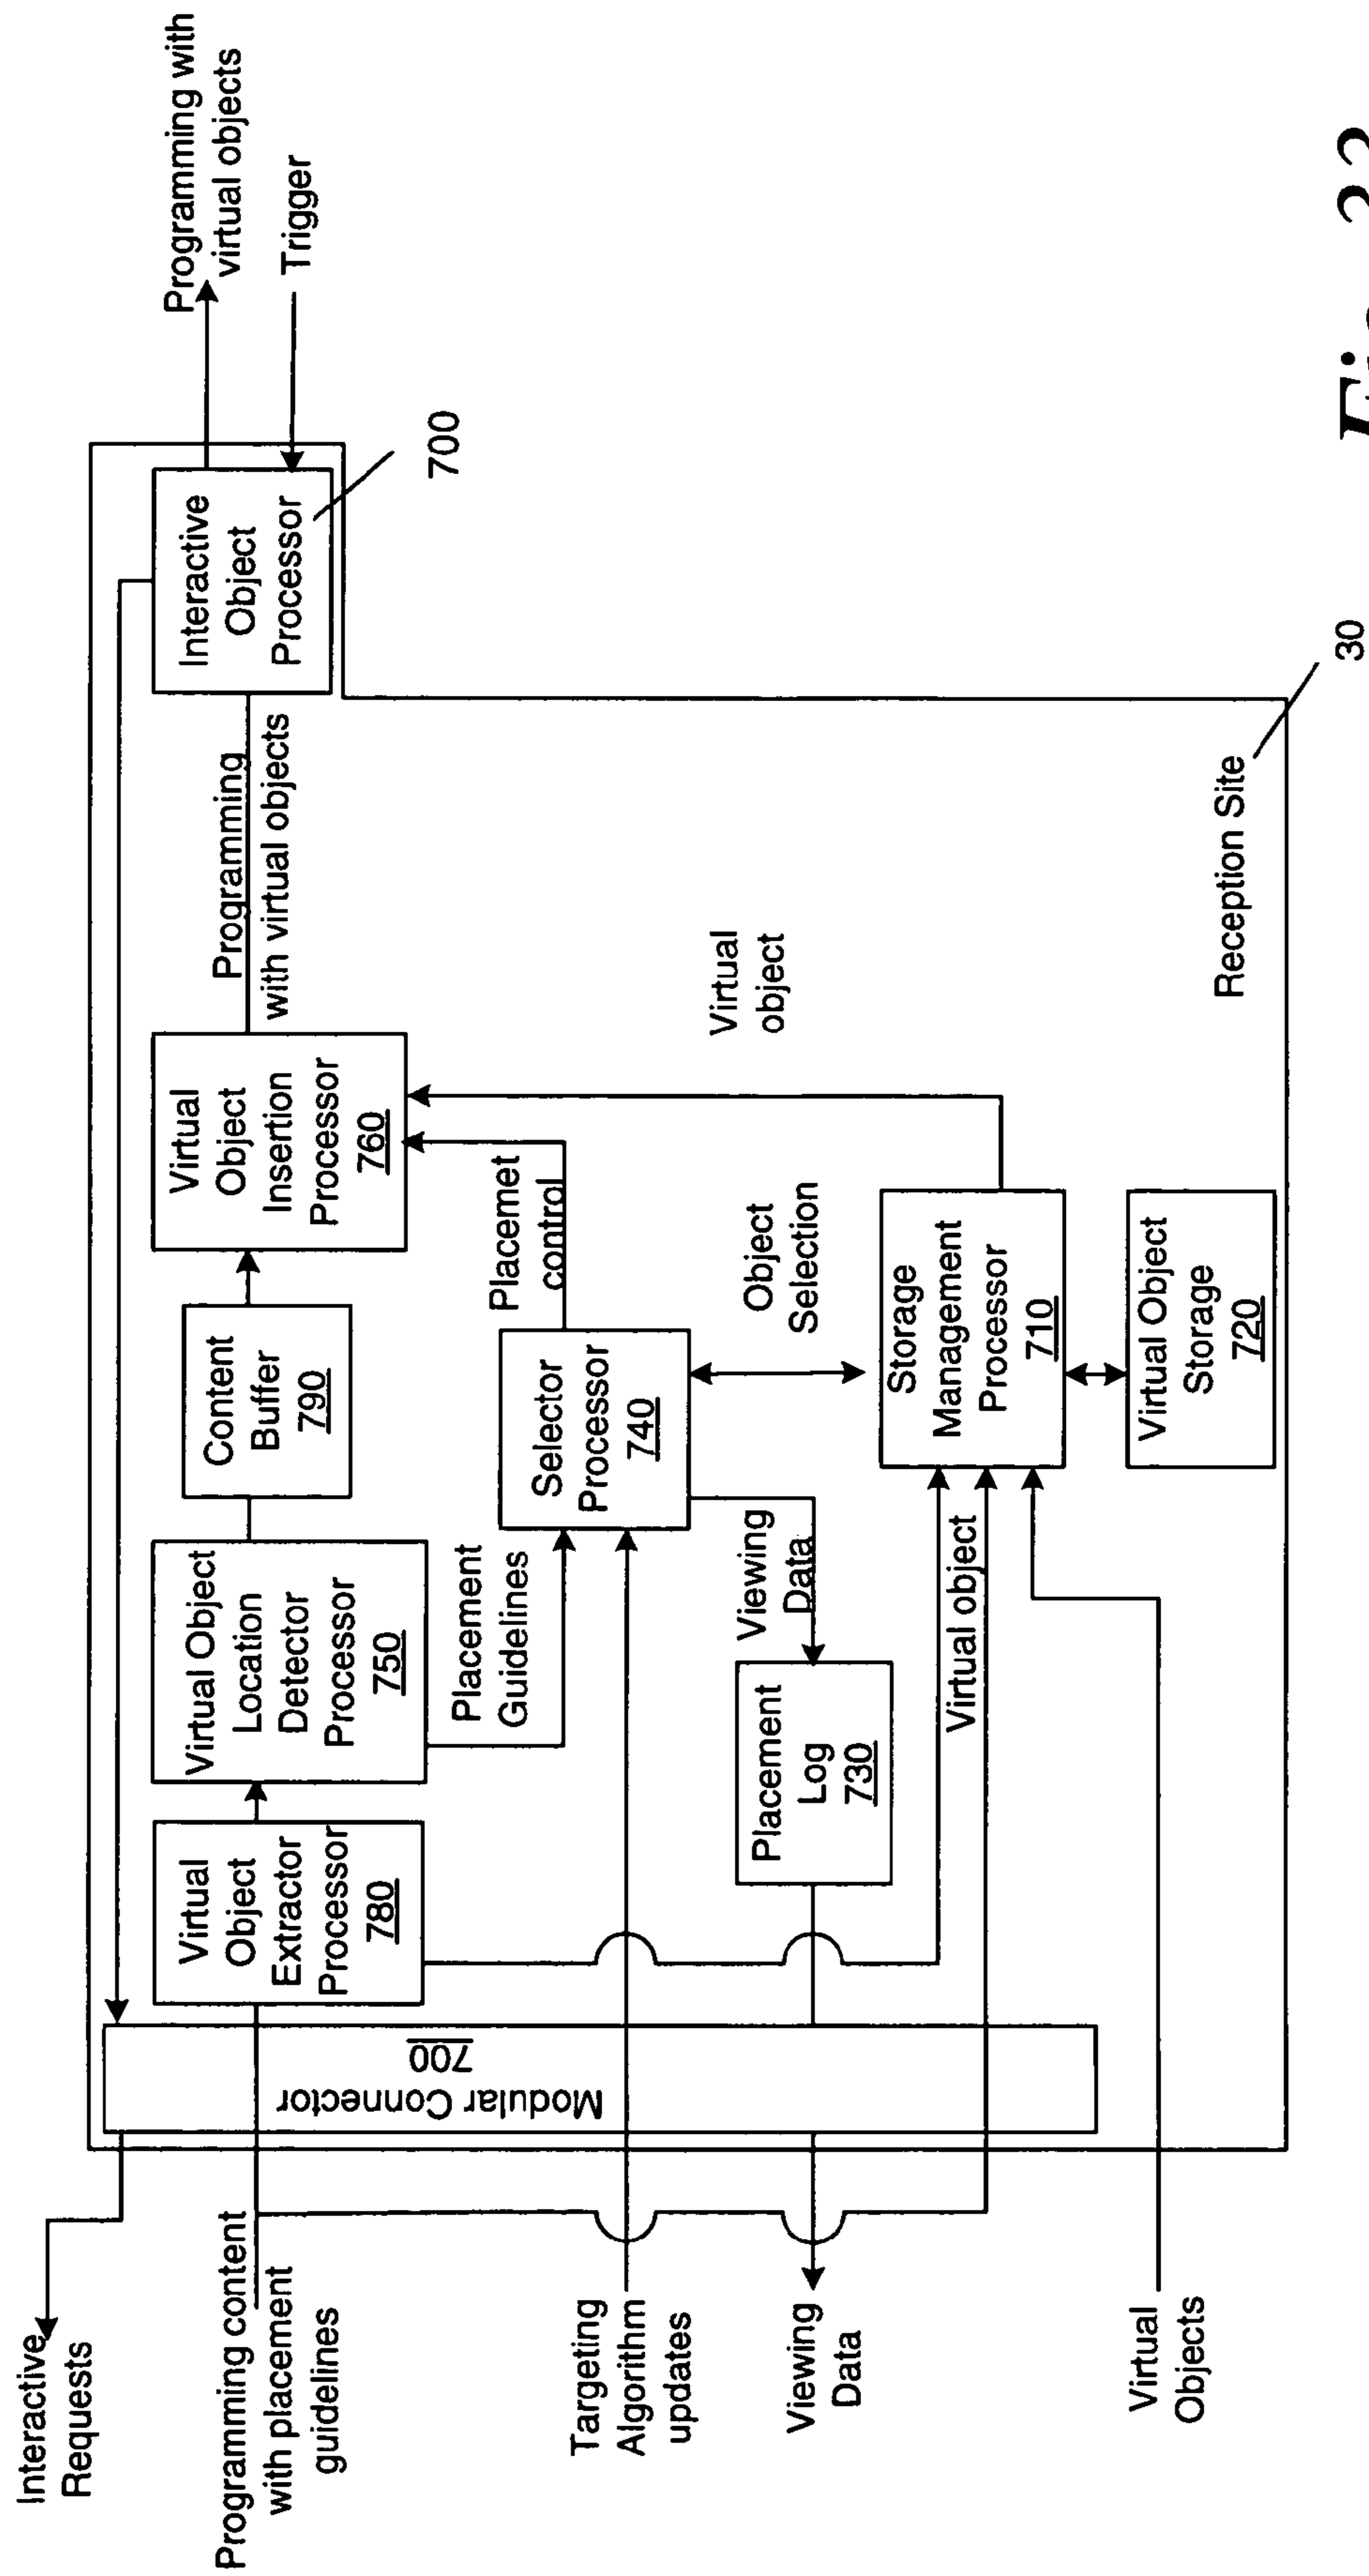 Interactive
Requests
Programming content
with placement
guidelines
Targeting
Algorithm
updates
Viewing
Data
Virtual
Objects
Modular Connector
700
Virtual
Object
Extractor
Processor
780
Virtual Object
Location
Detector
Processor
750
Content
Buffer
790
Virtual
Object
Insertion
Processor
760
Programming
with virtual objects
Interactive
Object
Processor
700
Programming with
virtual objects
Trigger
Placement
Guidelines
Selector
Processor
740
Placemet
control
Viewing
Data
Placement
Log
730
Object
Selection
Virtual
object
Virtual object
Storage
Management
Processor
710
Virtual Object
Storage
720
Reception Site
30